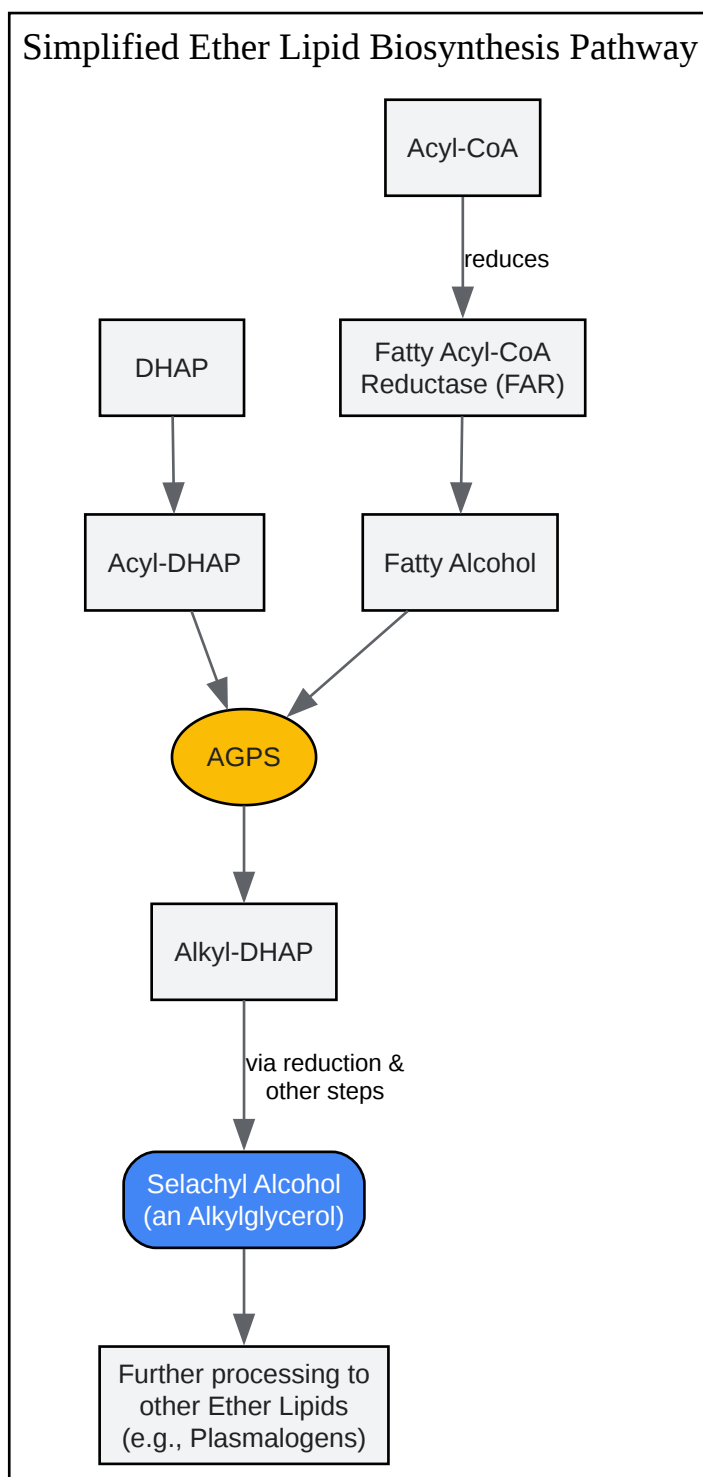 Simplified Ether Lipid Biosynthesis Pathway
Acyl-CoA
reduces
DHAP
Fatty Acyl-CoA
Reductase (FAR)
Acyl-DHAP
Fatty Alcohol
AGPS
Alkyl-DHAP
via reduction &
other steps
Selachyl Alcohol
(an Alkylglycerol)
Further processing to
other Ether Lipids
(e.g., Plasmalogens)